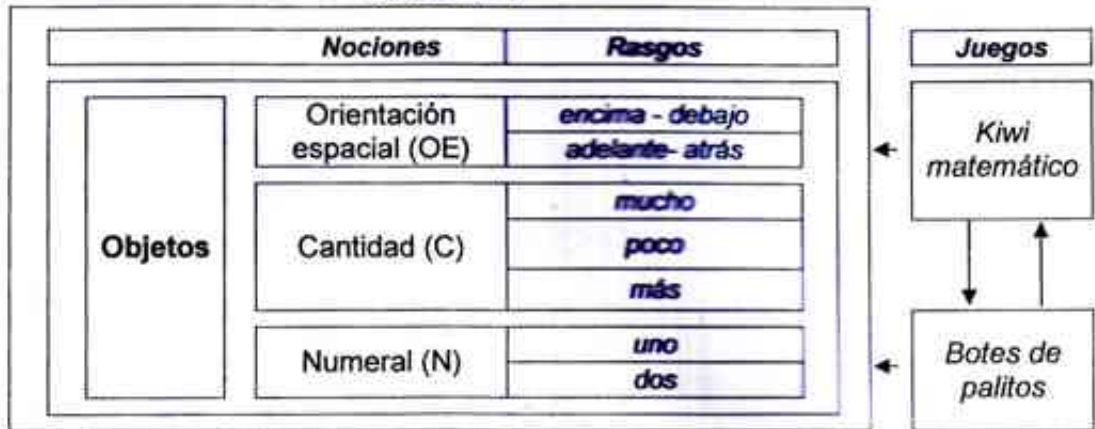 Nociones Rasgos Juegos
Objetos
Orientación
espacial (OE)
encima - debajo
adelante- atrás
Cantidad (C)
mucho
poco
más
Numeral (N)
uno
dos
Kiwi
matemático
Botes de
palitos